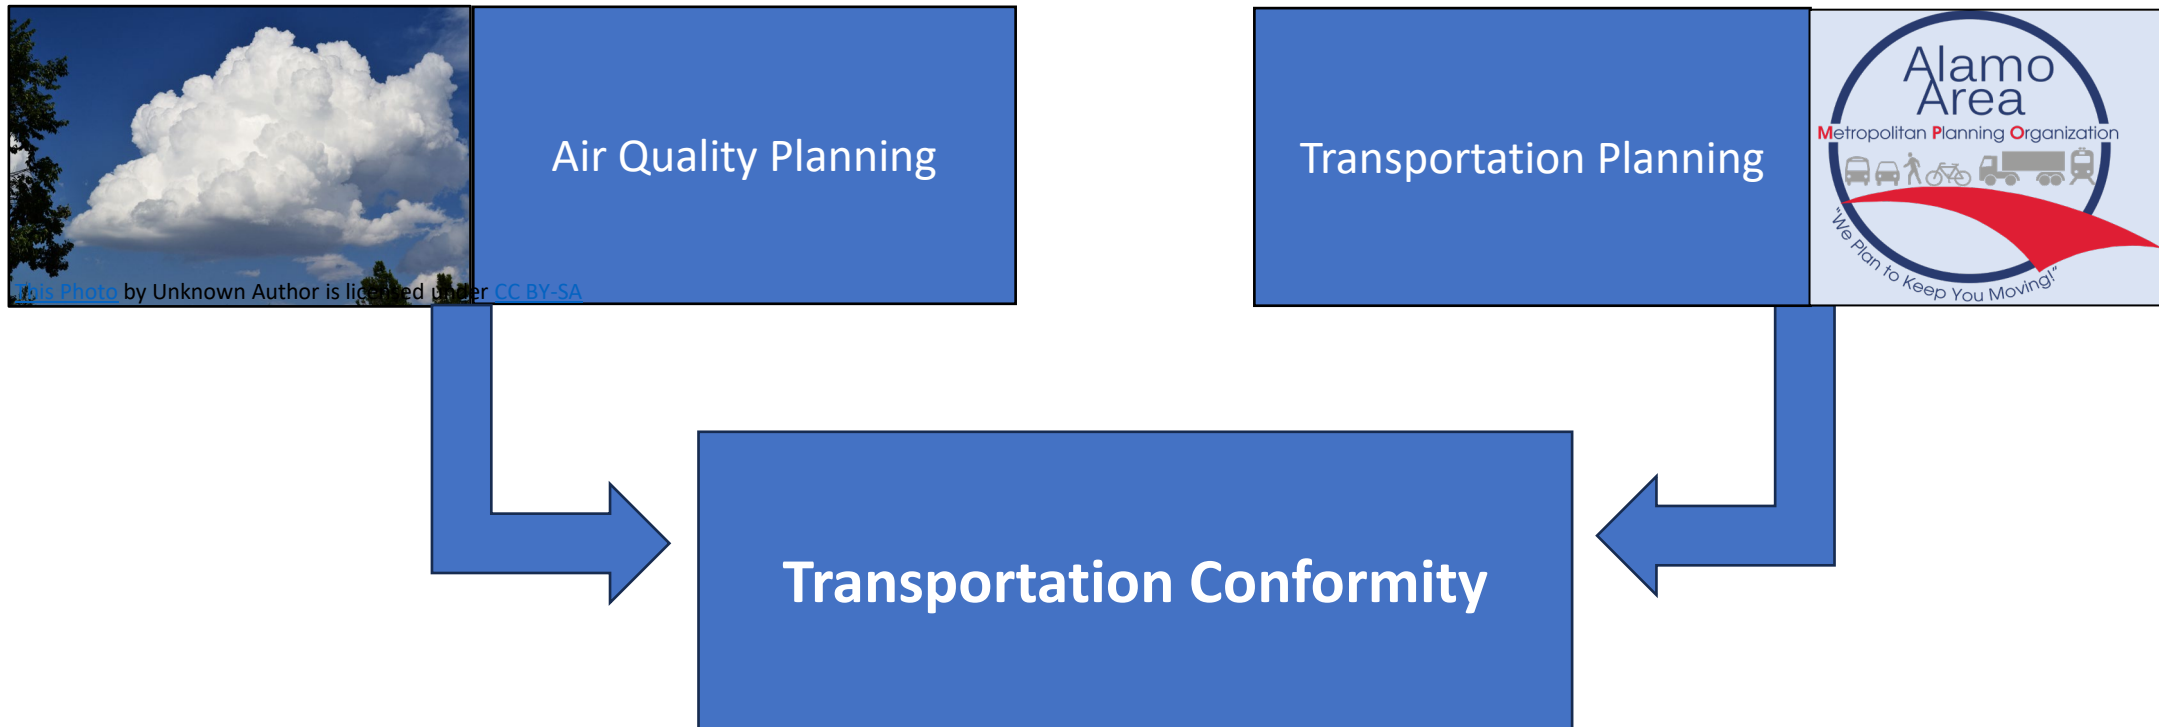 Air Quality Planning
This Photo by Unknown Author is licensed under CC BY-SA
Transportation Planning
Alamo
Area
Metropolitan Planning Organization
"We Plan to Keep You Moving!"
Transportation Conformity